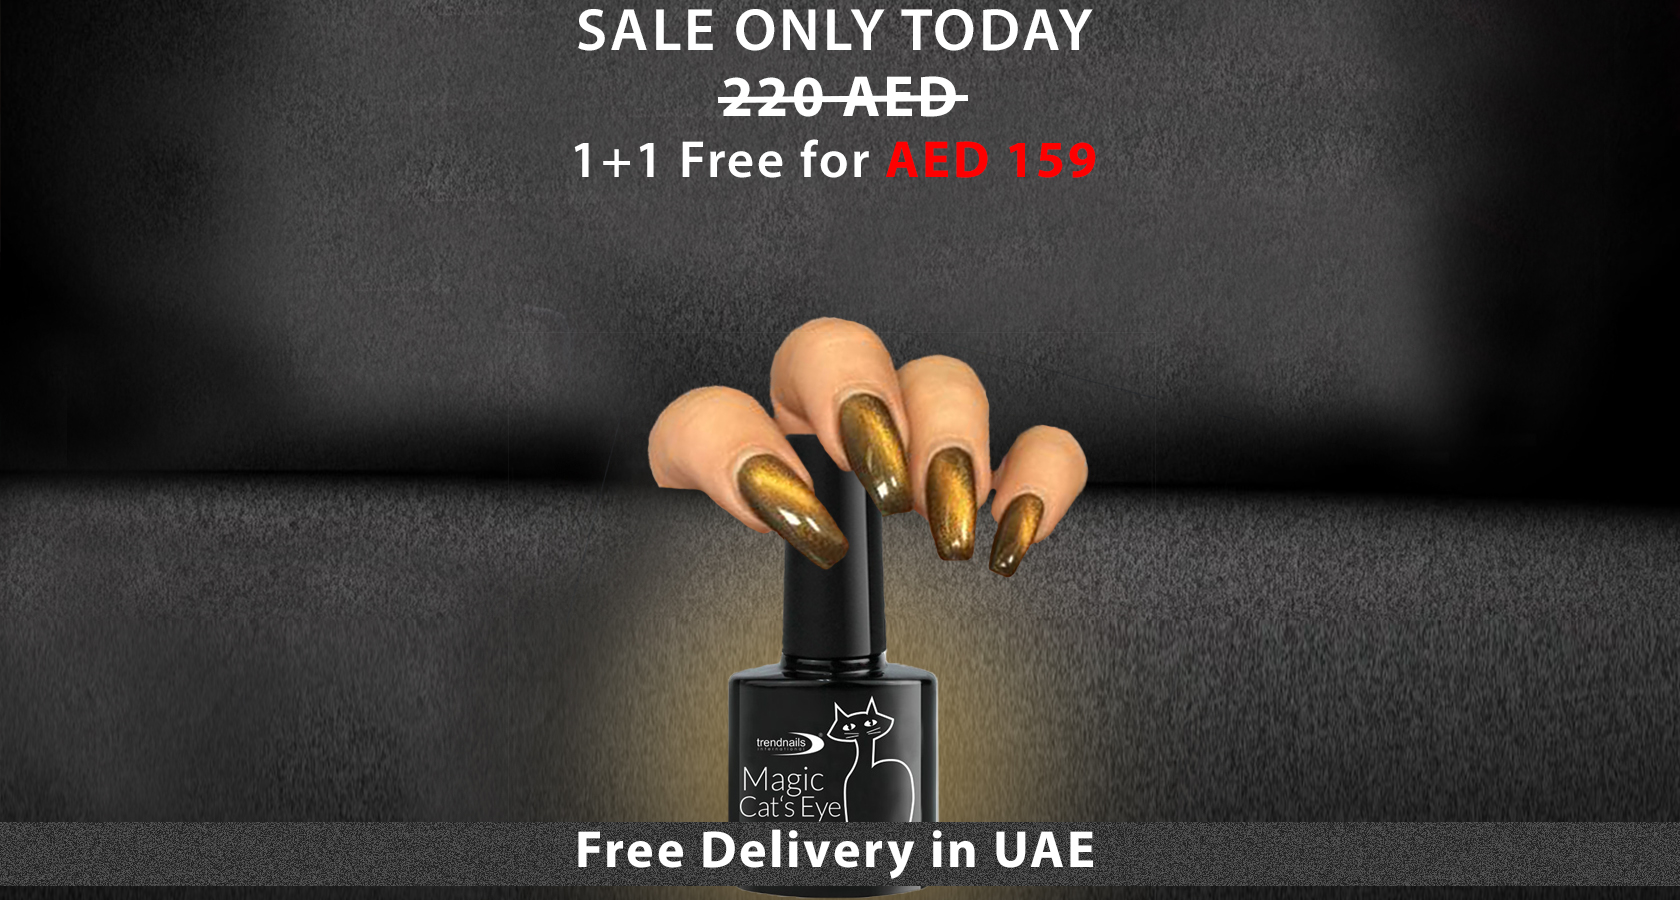 SALE ONLY TODAY
220 AED
1+1 Free for AED 159
trendnails
international
Magic
Cat's Eye
Free Delivery in UAE